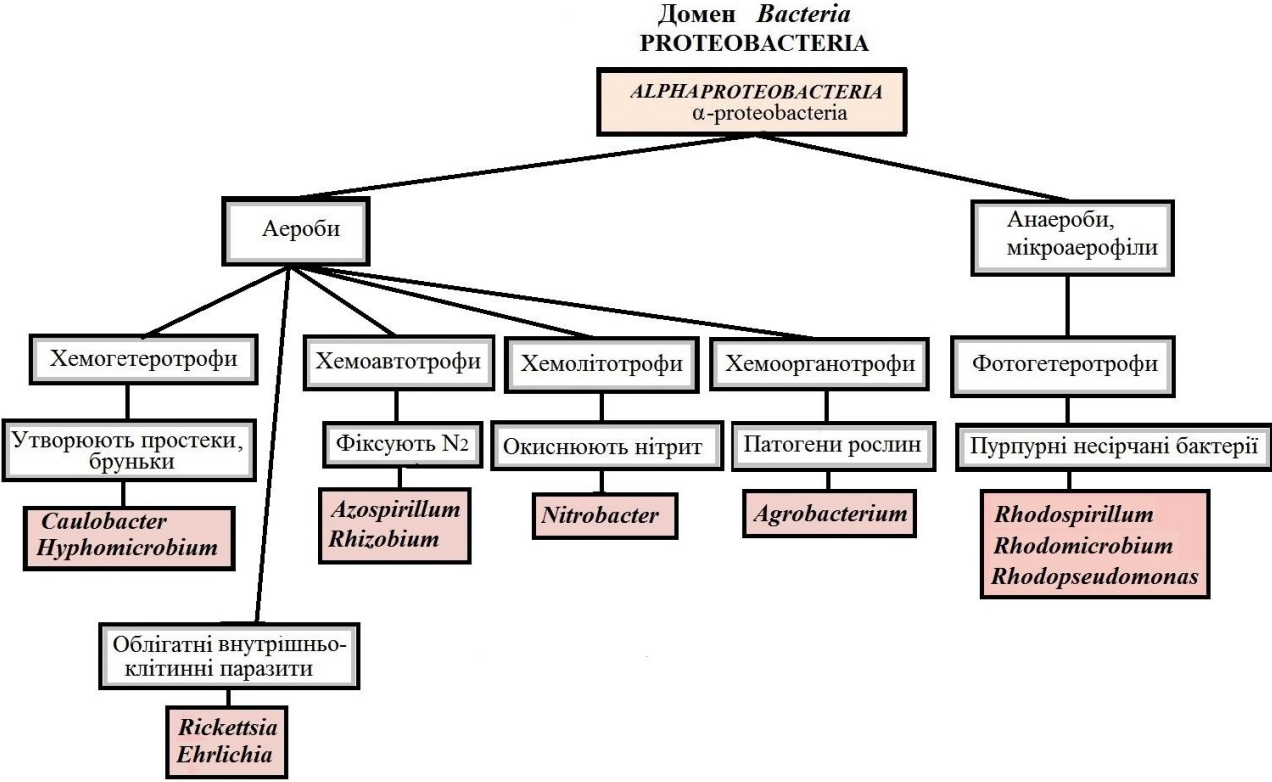 Домен Bacteria
PROTEOBACTERIA
ALPHAPROTEOBACTERIA
α-proteobacteria
Аероби
Анаероби,
мікроаерофіли
Хемогетеротрофи
Хемоавтотрофи
Хемолітотрофи
Хемоорганотрофи
Фотогетеротрофи
Утворюють простеки,
бруньки
Фіксують N2
Окиснюють нітрит
Патогени рослин
Пурпурні несірчані бактерії
Caulobacter
Hyphomicrobium
Azospirillum
Rhizobium
Nitrobacter
Agrobacterium
Rhodospirillum
Rhodomicrobium
Rhodopseudomonas
Облігатні внутрішньо-
клітинні паразити
Rickettsia
Ehrlichia